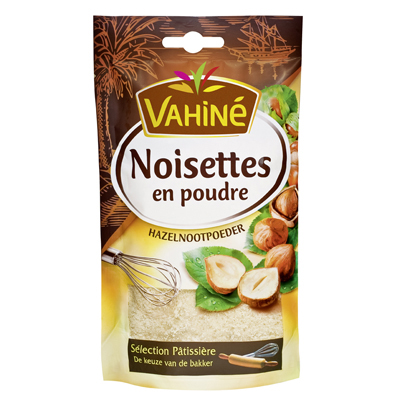 VAHINÉ
Noisettes
en poudre
HAZELNOOTPOEDER
Sélection Pâtissière
De keuze van de bakker